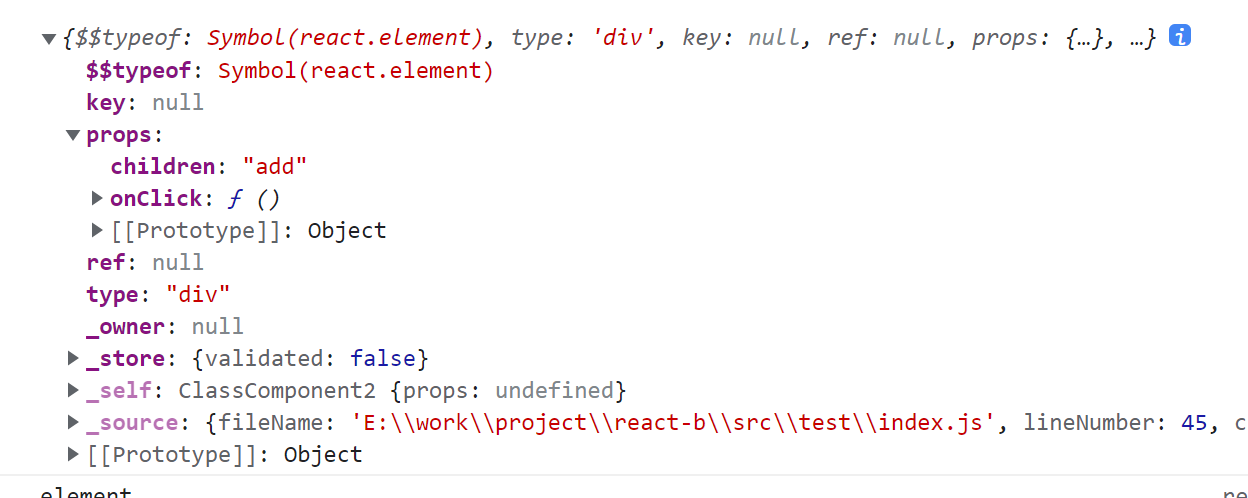 ▼{$$typeof: Symbol(react.element), type: 'div', key: null, ref: null, props: {…}, …} i
$$typeof: Symbol(react.element)
key: null
▼props:
children: "add"
▶onClick: ƒ ()
▶[[Prototype]]: Object
ref: null
type: "div"
_owner: null
▶_store: {validated: false}
▶_self: ClassComponent2 {props: undefined}
▶_source: {fileName: 'E:\\work\\project\\react-b\\src\\test\\index.js', lineNumber: 45, c
▶[[Prototype]]: Object
element re